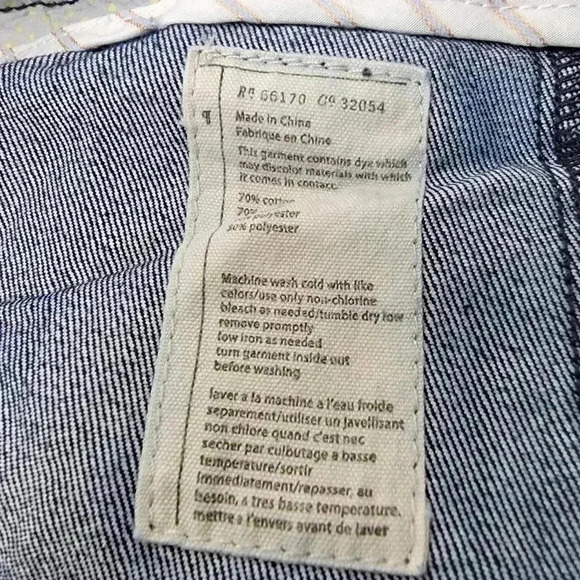 Rn 66170 Ca 32054
Made in China
Fabrique en Chine
This garment contains dye which
may discolor materials with which
it comes in contact.
70% cotton
70% polyester
30% polyester
Machine wash cold with like
colors/use only non-chlorine
bleach as needed/tumble dry low
remove promptly
low iron as needed
turn garment inside out
before washing
laver a la machine a l'eau froide
separement/utiliser un javellisant
non chlore quand c'est nec
secher par culbutage a basse
temperature/sortir
immediatement/repasser, au
besoin, a tres basse temperature.
mettre a l'envers avant de laver